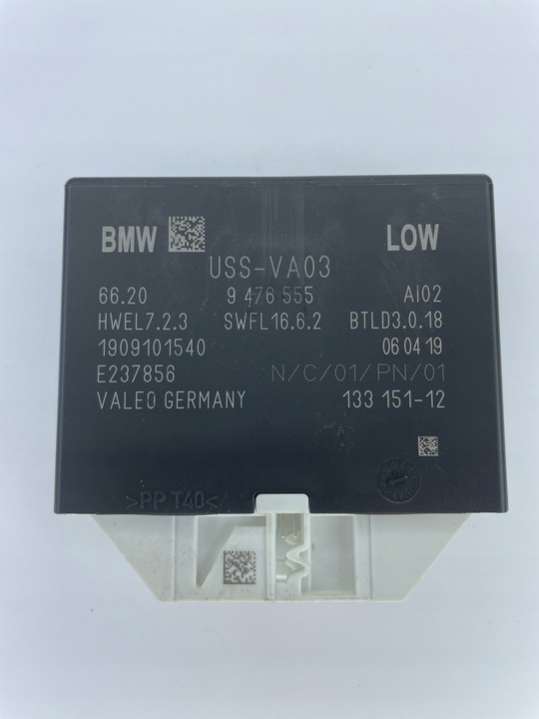 BMW LOW
USS-VA03
66.20 9 476 555 AI02
HWEL7.2.3 SWFL16.6.2 BTLD3.0.18
1909101540 06 04 19
E237856 N/C/01/PN/01
VALEO GERMANY 133 151-12
>PP T40<